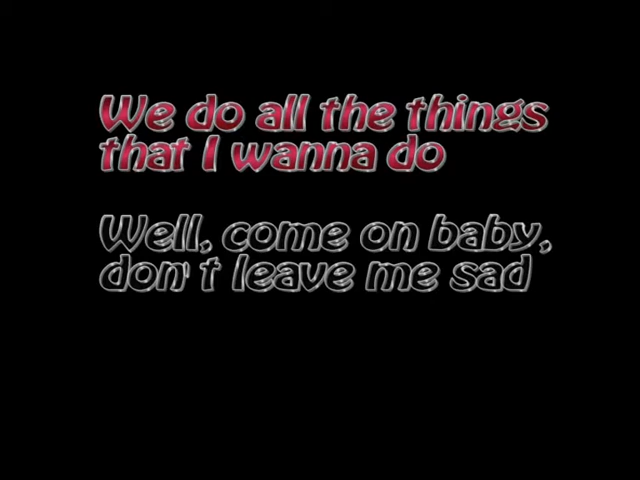 We do all the things
that I wanna do
Well, come on baby,
don't leave me sad